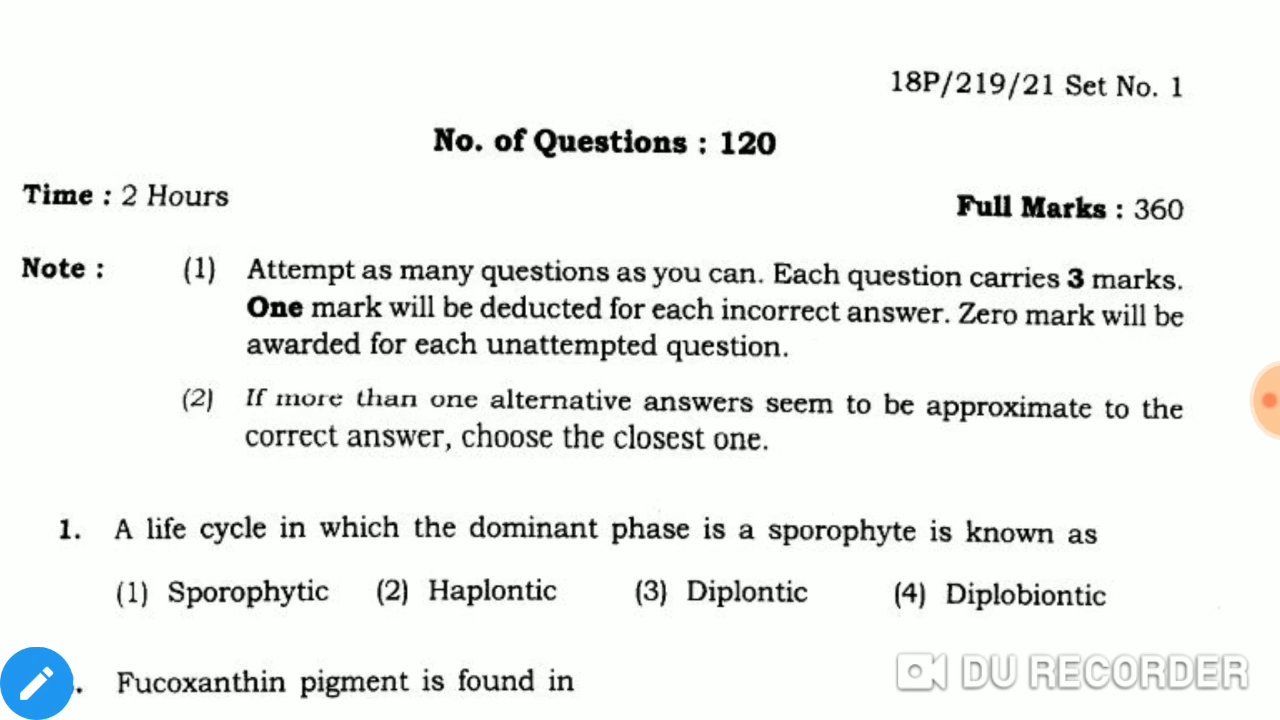 18P/219/21 Set No. 1
No. of Questions : 120
Time : 2 Hours
Full Marks : 360
Note : (1) Attempt as many questions as you can. Each question carries 3 marks.
One mark will be deducted for each incorrect answer. Zero mark will be
awarded for each unattempted question.
(2) If more than one alternative answers seem to be approximate to the
correct answer, choose the closest one.
1. A life cycle in which the dominant phase is a sporophyte is known as
(1) Sporophytic (2) Haplontic (3) Diplontic (4) Diplobiontic
. Fucoxanthin pigment is found in
DU RECORDER